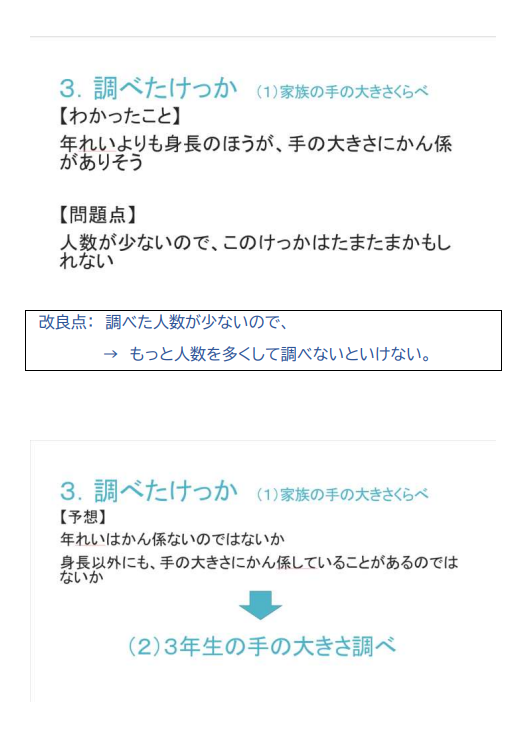 3．調べたけっか （1）家族の手の大きさくらべ
【わかったこと】
年れいよりも身長のほうが、手の大きさにかん係
がありそう
【問題点】
人数が少ないので、このけっかはたまたまかもし
れない
改良点： 調べた人数が少ないので、
→ もっと人数を多くして調べないといけない。
3．調べたけっか （1）家族の手の大きさくらべ
【予想】
年れいはかん係ないのではないか
身長以外にも、手の大きさにかん係していることがあるのでは
ないか
（2）3年生の手の大きさ調べ